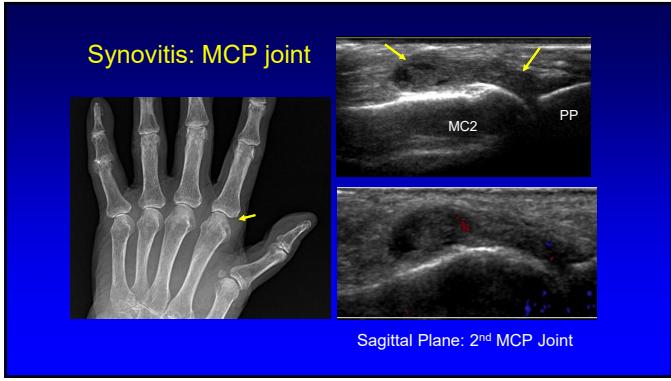 Synovitis: MCP joint
MC2
PP
Sagittal Plane: 2nd MCP Joint